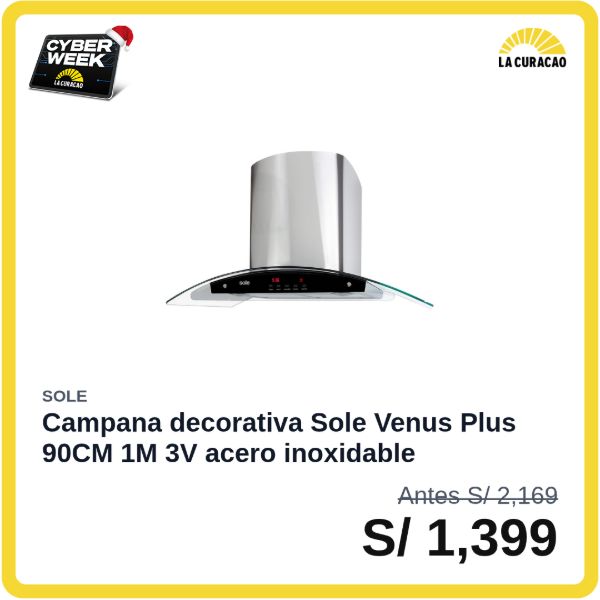 CYBER
WEEK
LA CURACAO
LA CURACAO
sole
SOLE
Campana decorativa Sole Venus Plus
90CM 1M 3V acero inoxidable
Antes S/ 2,169
S/ 1,399